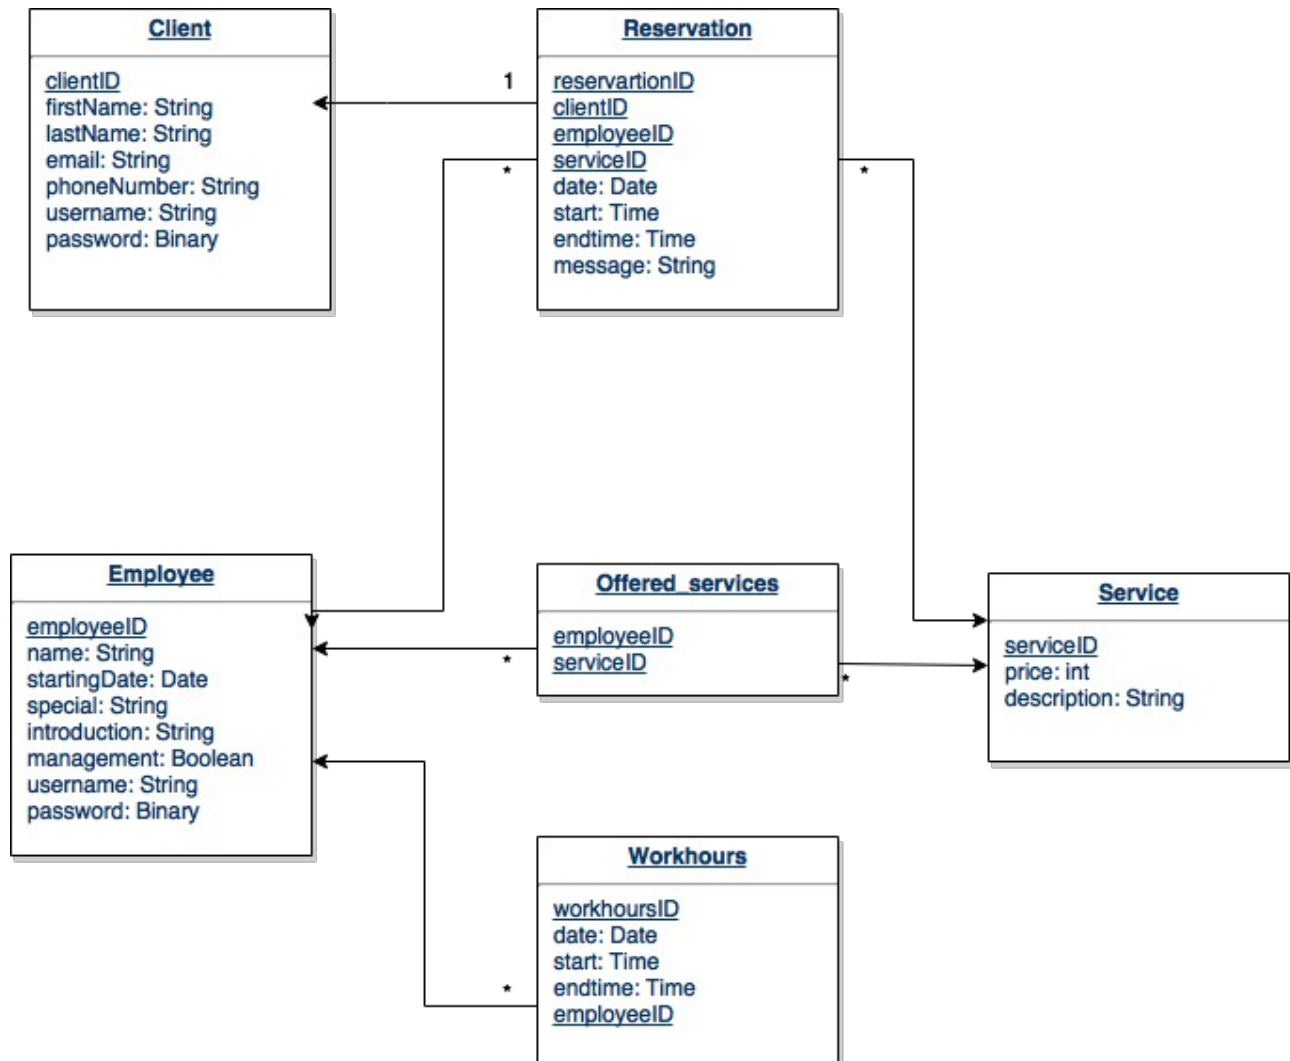 Client
clientID
firstName: String
lastName: String
email: String
phoneNumber: String
username: String
password: Binary
1
Reservation
reservartionID
clientID
employeeID
serviceID
date: Date
start: Time
endtime: Time
message: String
*
*
Employee
employeeID
name: String
startingDate: Date
special: String
introduction: String
management: Boolean
username: String
password: Binary
*
Offered_services
employeeID
serviceID
*
Service
serviceID
price: int
description: String
*
Workhours
workhoursID
date: Date
start: Time
endtime: Time
employeeID